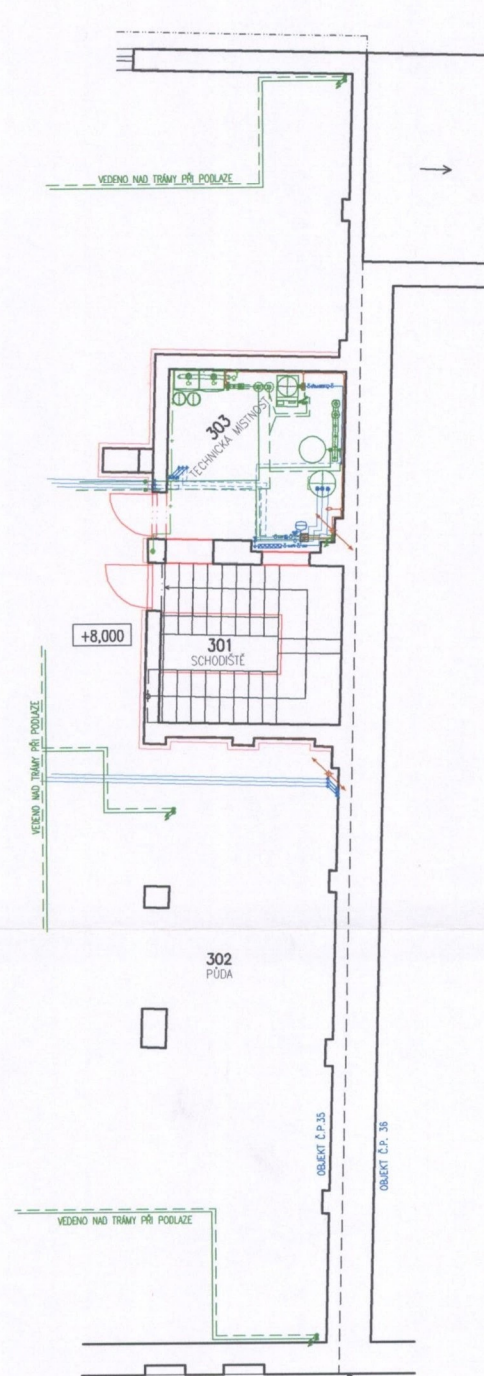 VEDENO NAD TRÁMY PŘI PODLAZE
303
TECHNICKÁ MÍSTNOST
+8,000
301
SCHODIŠTĚ
VEDENO NAD TRÁMY PŘI PODLAZE
302
PŮDA
OBJEKT Č.P.35
OBJEKT Č.P. 36
VEDENO NAD TRÁMY PŘI PODLAZE